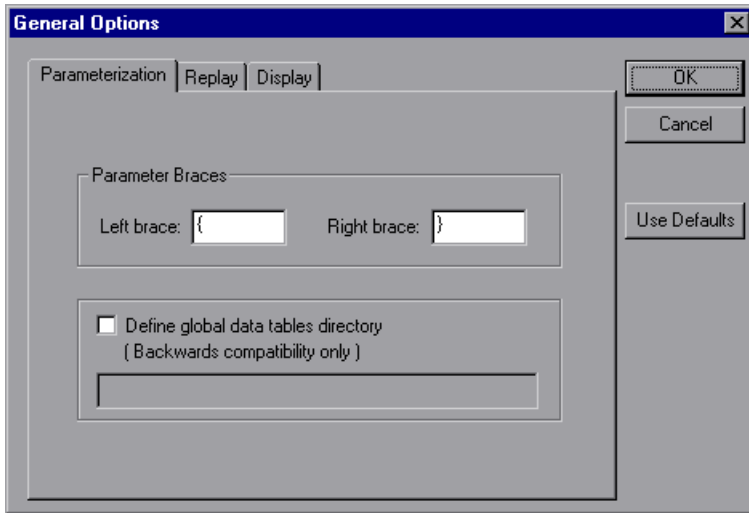 General Options
Parameterization Replay Display
OK
Cancel
Parameter Braces
Left brace: { Right brace: }
Use Defaults
Define global data tables directory
( Backwards compatibility only )